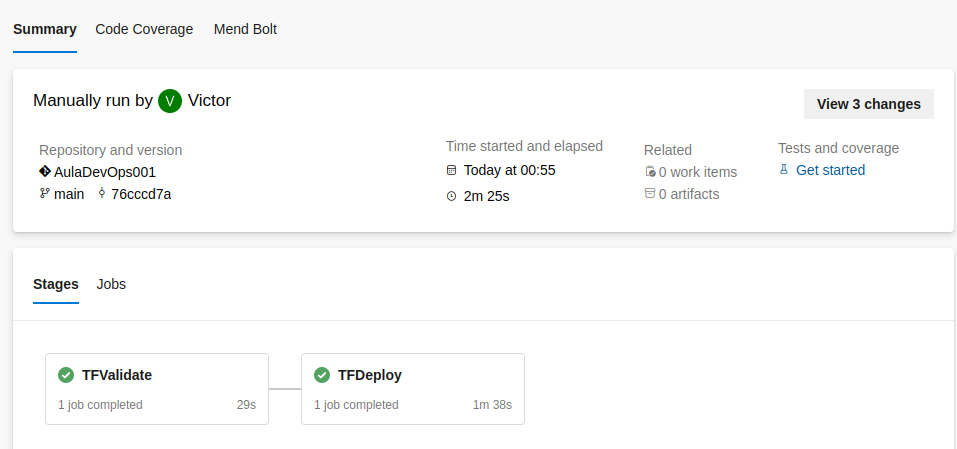 Summary Code Coverage Mend Bolt
Manually run by V Victor
View 3 changes
Repository and version
AulaDevOps001
main 76cccd7a
Time started and elapsed
Today at 00:55
2m 25s
Related
0 work items
0 artifacts
Tests and coverage
Get started
Stages Jobs
TFValidate
1 job completed 29s
TFDeploy
1 job completed 1m 38s